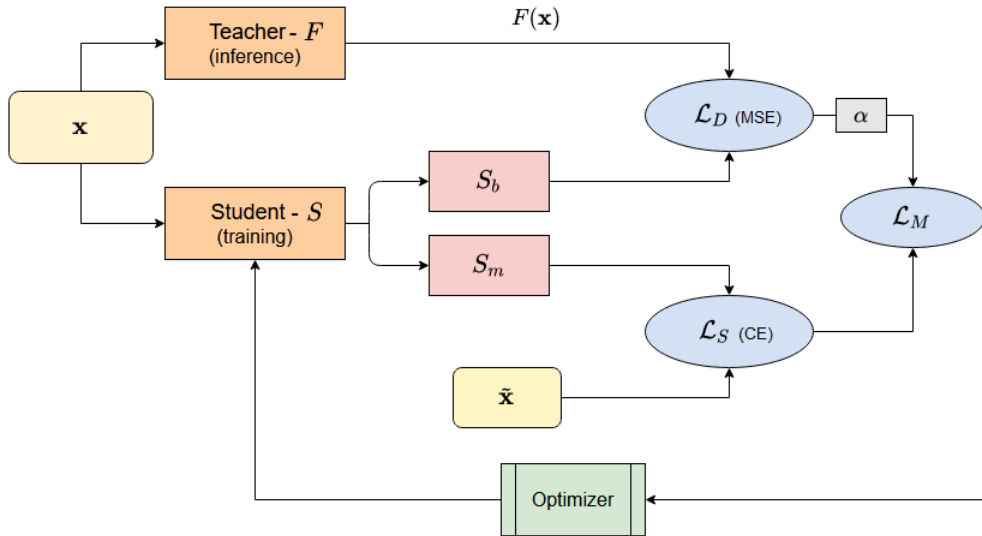 F(x)
Teacher - F
(inference)
x
ℒ_D (MSE)
α
S_b
Student - S
(training)
ℒ_M
S_m
ℒ_S (CE)
x̃
Optimizer